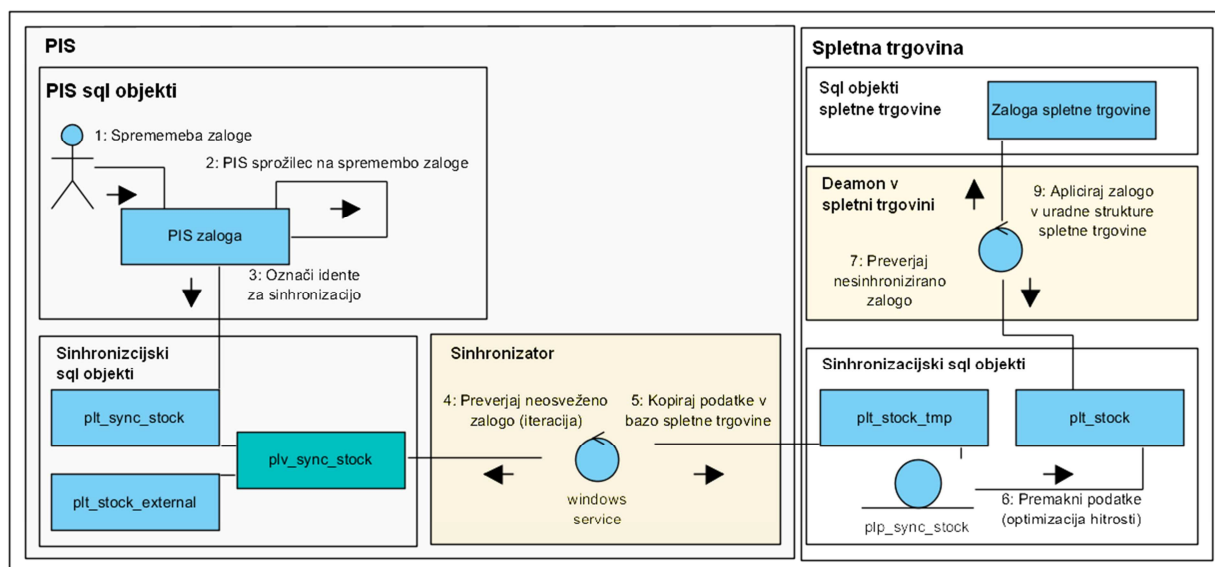 PIS
PIS sql objekti
1: Sprememeba zaloge
2: PIS sprožilec na spremembo zaloge
PIS zaloga
3: Označi idente
za sinhronizacijo
Sinhronizcijski
sql objekti
plt_sync_stock
plv_sync_stock
plt_stock_external
Sinhronizator
4: Preverjaj neosveženo
zalogo (iteracija)
5: Kopiraj podatke v
bazo spletne trgovine
windows
service
Spletna trgovina
Sql objekti
spletne trgovine
Zaloga spletne trgovine
Deamon v
spletni trgovini
9: Apliciraj zalogo
v uradne strukture
spletne trgovine
7: Preverjaj
nesinhronizirano
zalogo
Sinhronizacijski sql objekti
plt_stock_tmp
plt_stock
plp_sync_stock
6: Premakni podatke
(optimizacija hitrosti)